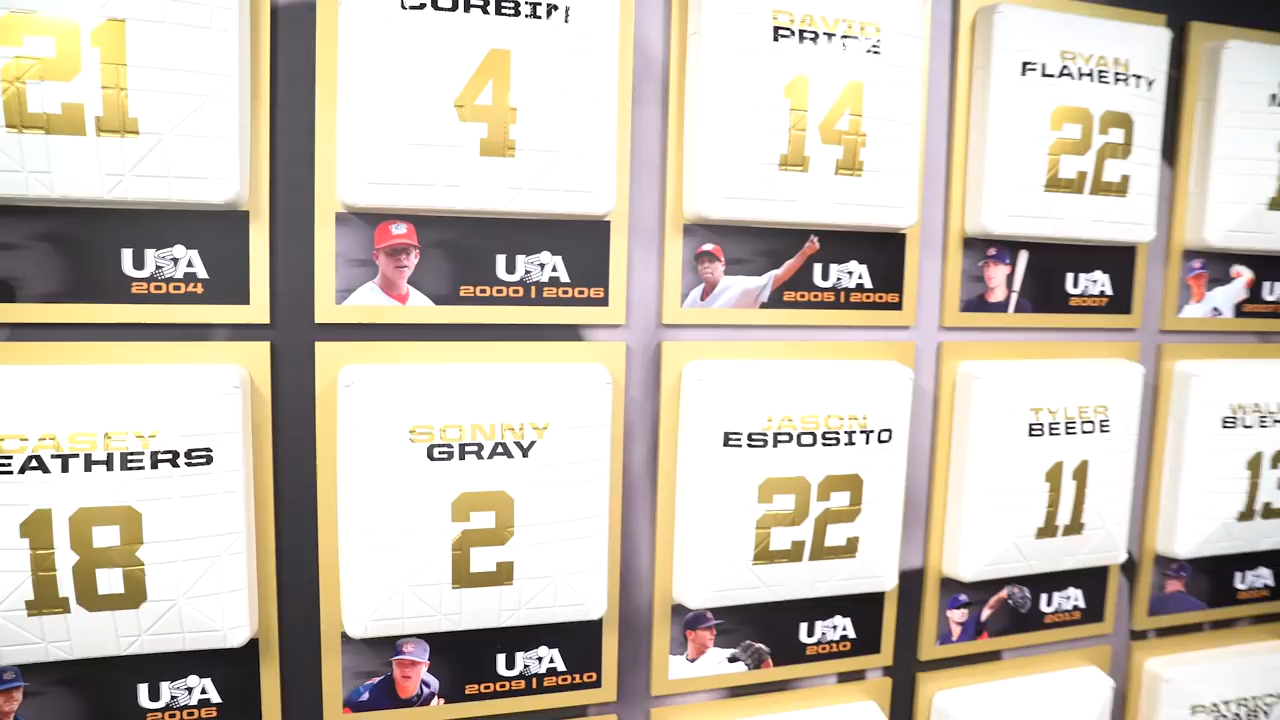 21
USA
2004
CORBIN
4
USA
2000 | 2006
DAVID
PRICE
14
USA
2005 | 2006
RYAN
FLAHERTY
22
USA
2007
CASEY
EATHERS
18
USA
2006
SONNY
GRAY
2
USA
2009 | 2010
JASON
ESPOSITO
22
USA
2010
TYLER
BEEDE
11
USA
2013
13
USA